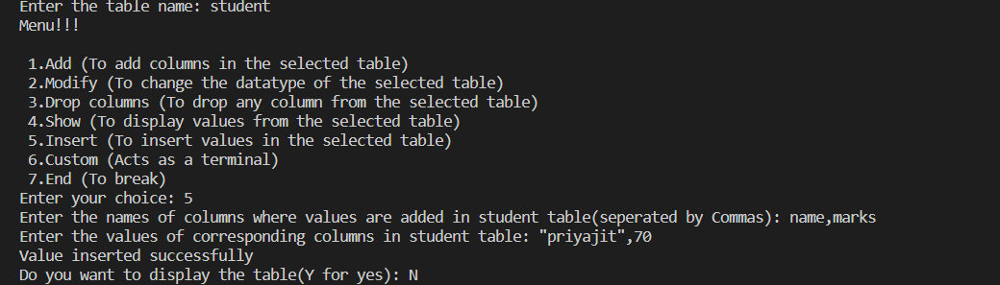 Enter the table name: student
Menu!!!
1.Add (To add columns in the selected table)
2.Modify (To change the datatype of the selected table)
3.Drop columns (To drop any column from the selected table)
4.Show (To display values from the selected table)
5.Insert (To insert values in the selected table)
6.Custom (Acts as a terminal)
7.End (To break)
Enter your choice: 5
Enter the names of columns where values are added in student table(seperated by Commas): name,marks
Enter the values of corresponding columns in student table: "priyajit",70
Value inserted successfully
Do you want to display the table(Y for yes): N